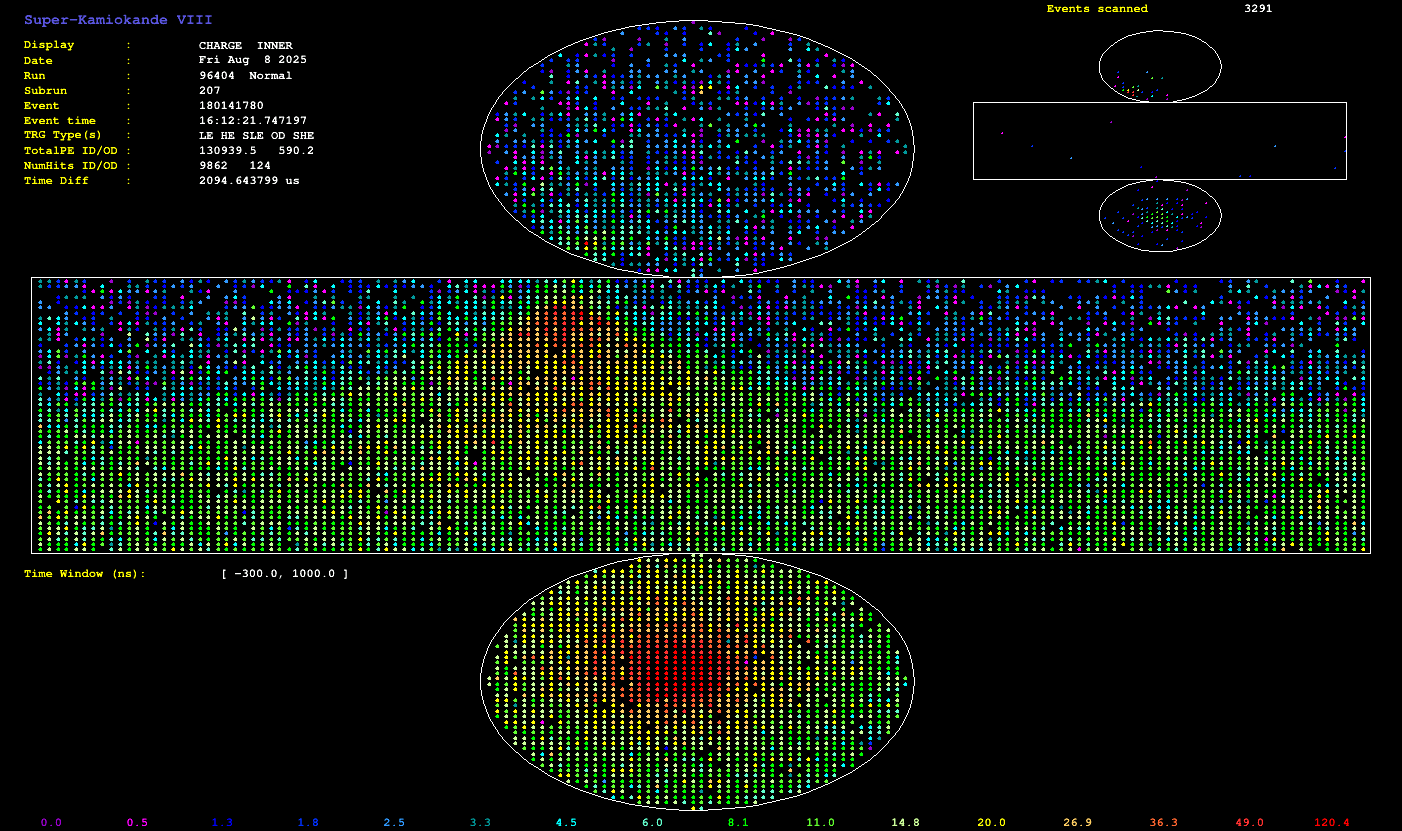 Super-Kamiokande VIII
Display : CHARGE INNER
Date : Fri Aug 8 2025
Run : 96404 Normal
Subrun : 207
Event : 180141780
Event time : 16:12:21.747197
TRG Type(s) : LE HE SLE OD SHE
TotalPE ID/OD : 130939.5 590.2
NumHits ID/OD : 9862 124
Time Diff : 2094.643799 us
Events scanned 3291
Time Window (ns): [ -300.0, 1000.0 ]
0.0 0.5 1.3 1.8 2.5 3.3 4.5 6.0 8.1 11.0 14.8 20.0 26.9 36.3 49.0 120.4